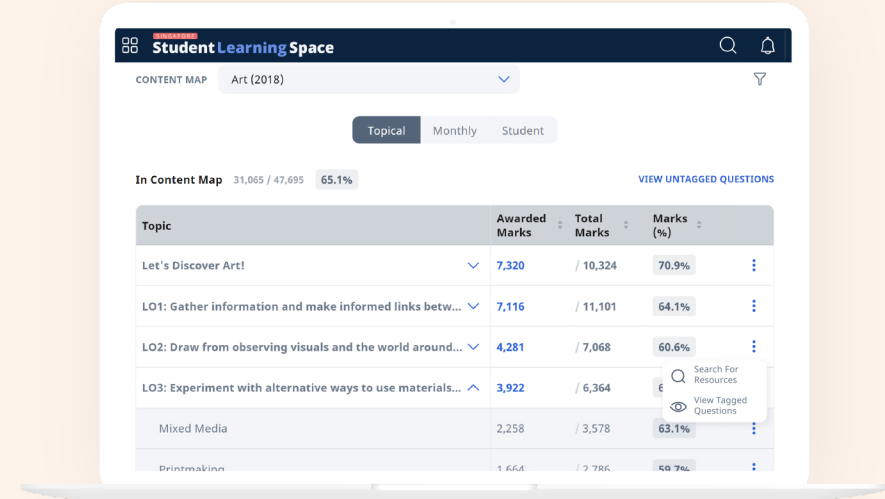 SINGAPORE
Student Learning Space
CONTENT MAP Art (2018)
Topical Monthly Student
In Content Map 31,065 / 47,695 65.1% VIEW UNTAGGED QUESTIONS
Topic Awarded Marks Total Marks Marks (%)
Let's Discover Art! 7,320 / 10,324 70.9%
LO1: Gather information and make informed links betw... 7,116 / 11,101 64.1%
LO2: Draw from observing visuals and the world around... 4,281 / 7,068 60.6%
Search For
Resources
LO3: Experiment with alternative ways to use materials... 3,922 / 6,364
View Tagged
Questions
Mixed Media 2,258 / 3,578 63.1%
Printmaking 1,664 / 2,786 59.7%